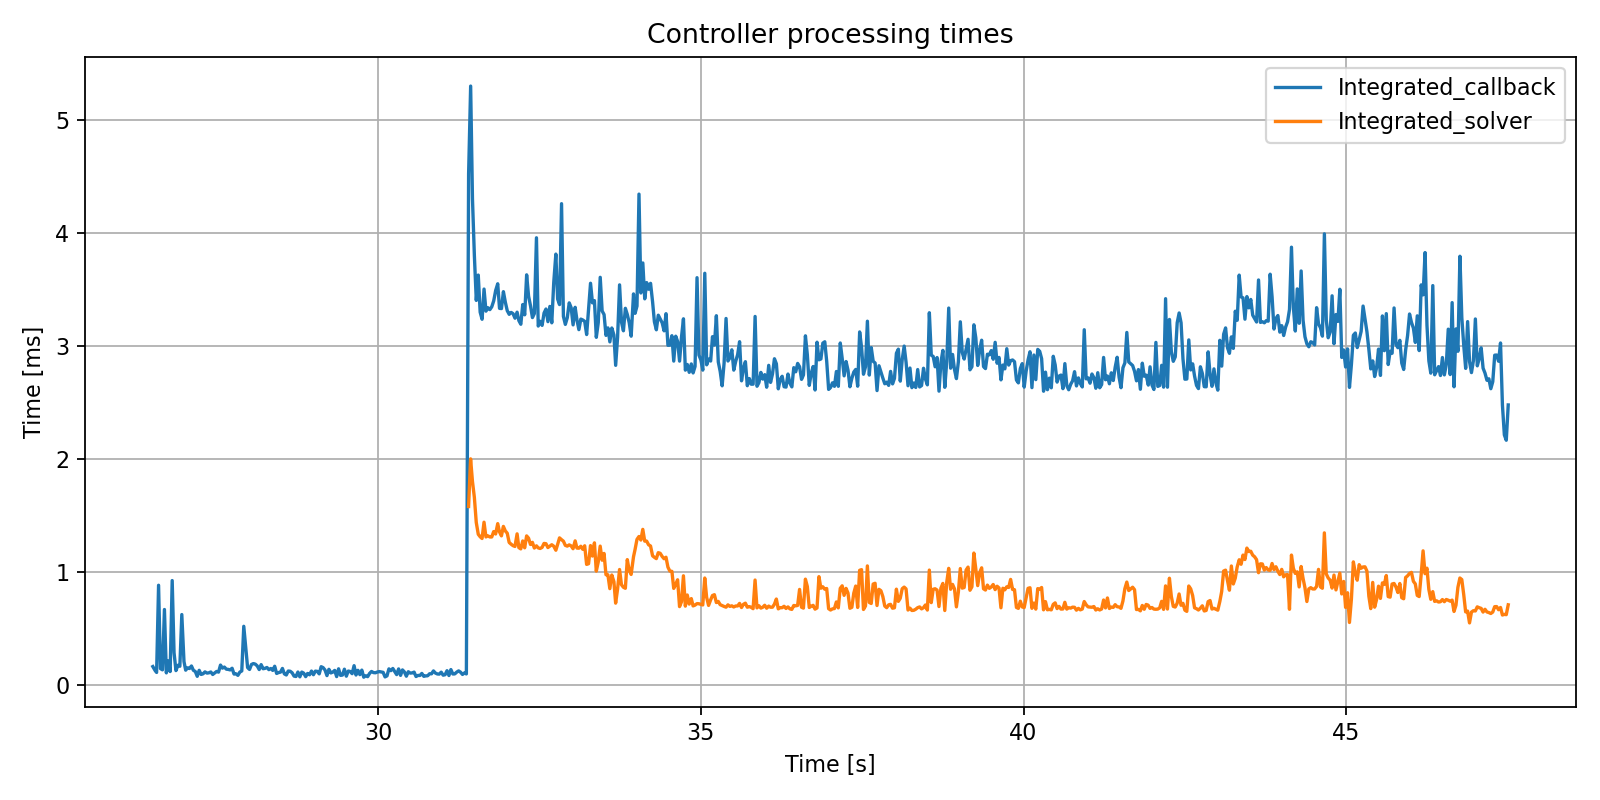 Controller processing times
Integrated_callback
Integrated_solver
Time [ms]
5
4
3
2
1
0
30
35
40
45
Time [s]